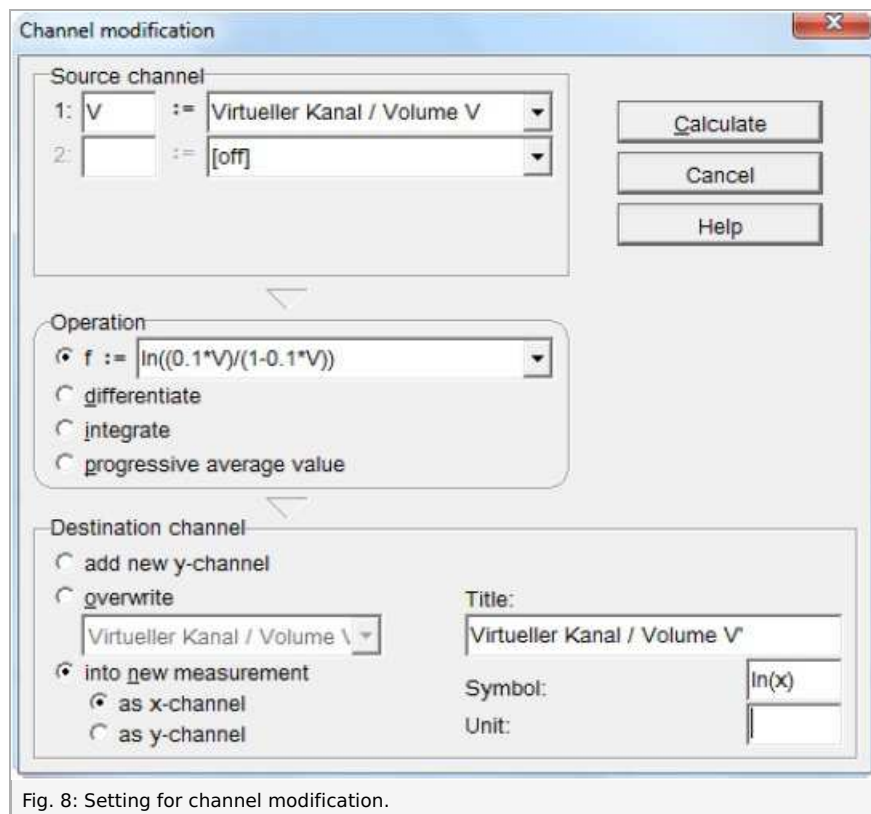 Channel modification
Source channel
1: V := Virtueller Kanal / Volume V
2: := [off]
Calculate
Cancel
Help
Operation
f := ln((0.1*V)/(1-0.1*V))
differentiate
integrate
progressive average value
Destination channel
add new y-channel
overwrite
Virtueller Kanal / Volume V
into new measurement
as x-channel
as y-channel
Title:
Virtueller Kanal / Volume V'
Symbol: ln(x)
Unit:
Fig. 8: Setting for channel modification.